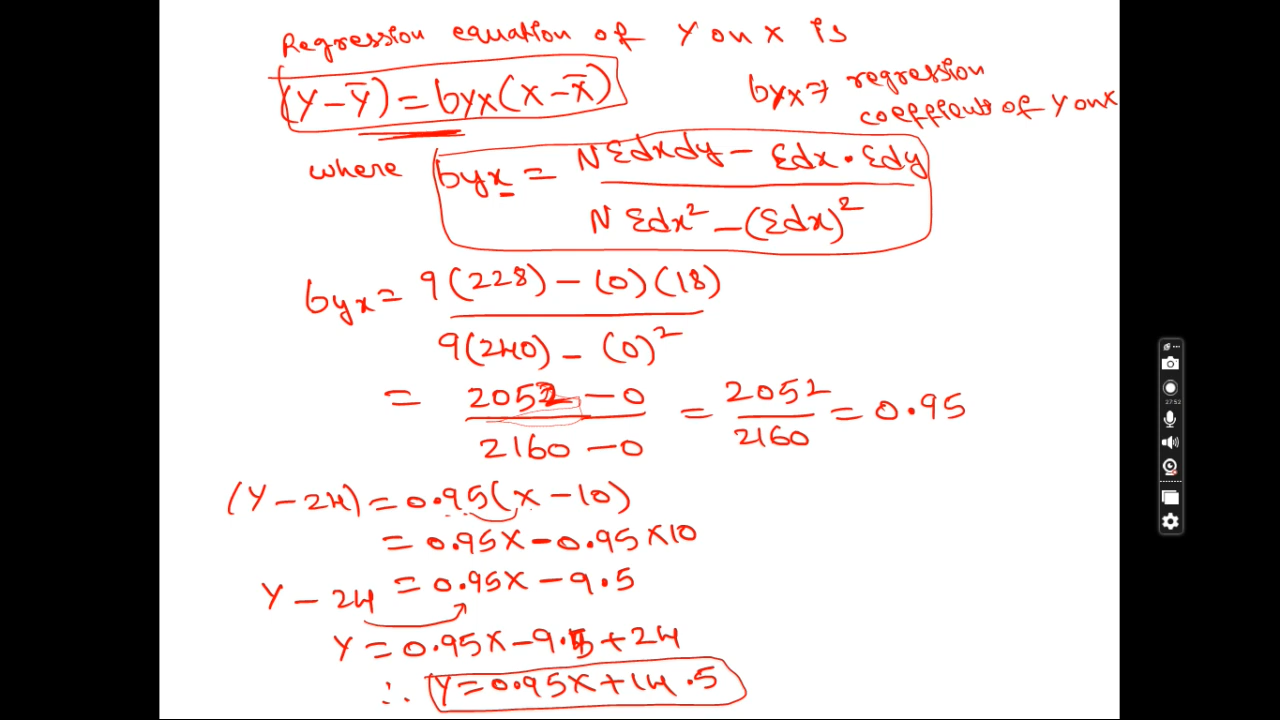 Regression equation of Y on X is
(Y-Ȳ) = byx(X-X̄)
byx → regression
coefficient of Y on X
where byx = NΣdxdy - Σdx·Σdy
NΣdx² - (Σdx)²
byx = 9(228) - (0)(18)
9(240) - (0)²
= 2052 - 0 = 2052 = 0.95
2160 - 0 2160
27:52
(Y - 24) = 0.95(x - 10)
= 0.95X - 0.95X10
Y - 24 = 0.95X - 9.5
Y = 0.95X - 9.5 + 24
∴ Y = 0.95X + 14.5